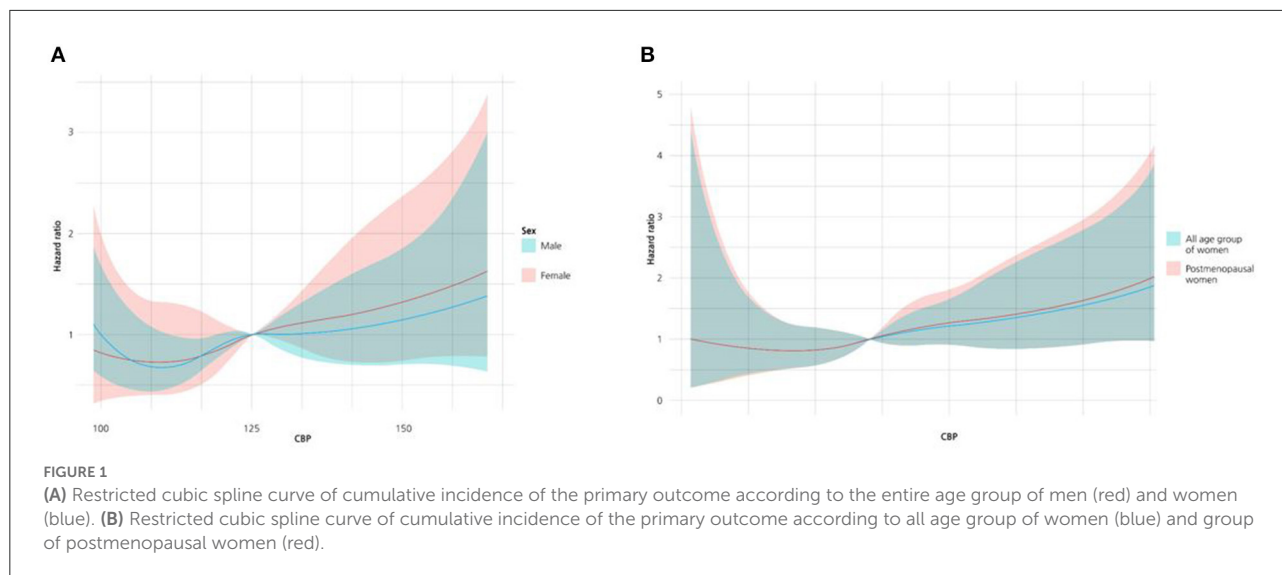 A
3
2
1
Hazard ratio
100
125
150
CBP
Sex
Male
Female
B
5
4
3
2
1
0
Hazard ratio
CBP
All age group
of women
Postmenopausal
women
FIGURE 1
(A) Restricted cubic spline curve of cumulative incidence of the primary outcome according to the entire age group of men (red) and women
(blue). (B) Restricted cubic spline curve of cumulative incidence of the primary outcome according to all age group of women (blue) and group
of postmenopausal women (red).